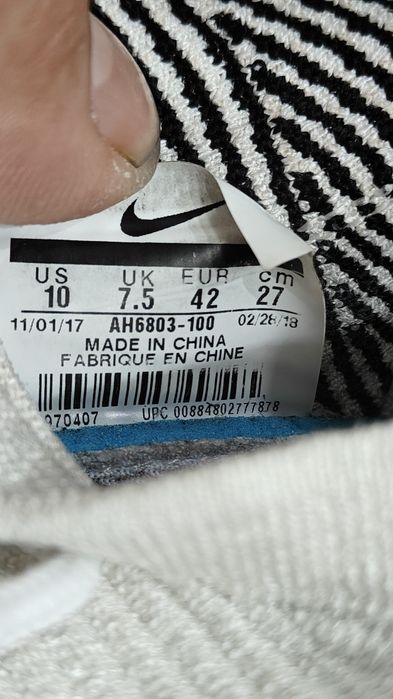 US UK EUR cm
10 7.5 42 27
11/01/17 AH6803-100 02/28/18
MADE IN CHINA
FABRIQUE EN CHINE
970407 UPC 00884802777878